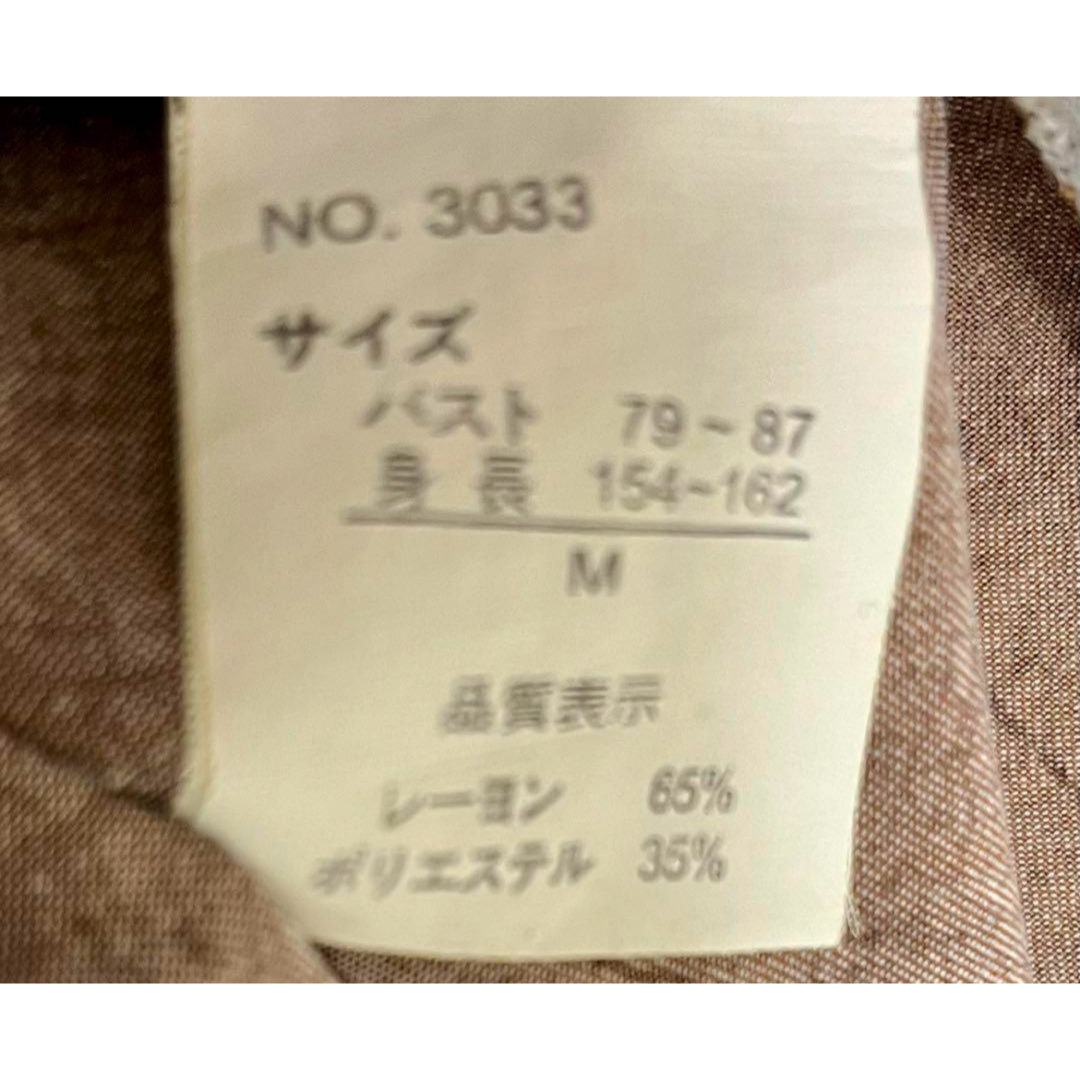 NO. 3033
サイズ
バスト 79~87
身長 154~162
M
品質表示
レーヨン 65%
ポリエステル 35%